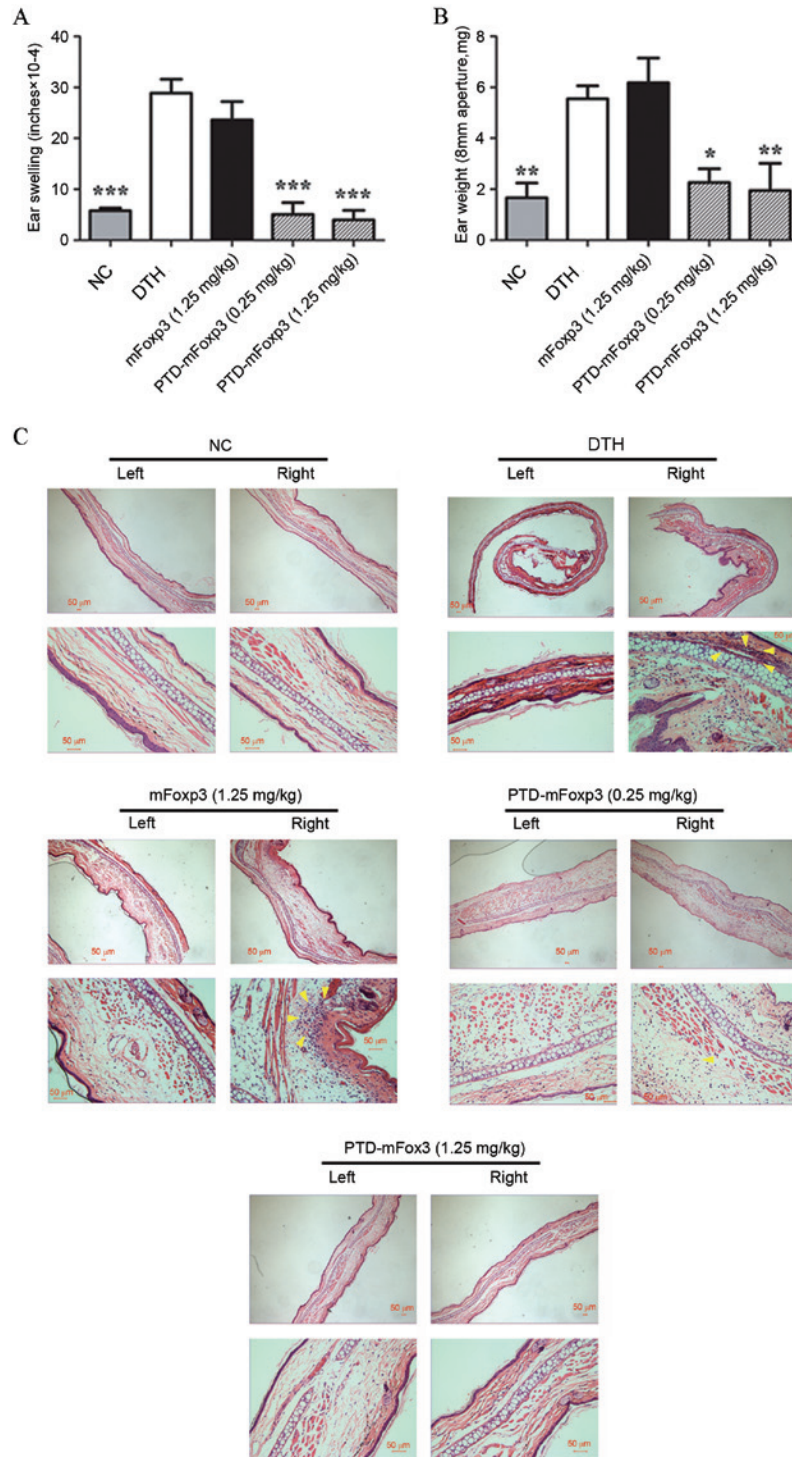 A
Ear swelling (inches×10-4)
40
30
20
10
0
***
***
***
NC
DTH
mFoxp3 (1.25 mg/kg)
PTD-mFoxp3 (0.25 mg/kg)
PTD-mFoxp3 (1.25 mg/kg)
B
Ear weight (8mm aperture,mg)
8
6
4
2
0
**
*
**
NC
DTH
mFoxp3 (1.25 mg/kg)
PTD-mFoxp3 (0.25 mg/kg)
PTD-mFoxp3 (1.25 mg/kg)
C
NC
Left
Right
50 µm
50 µm
50 µm
50 µm
DTH
Left
Right
50 µm
50 µm
50 µm
50 µ
mFoxp3 (1.25 mg/kg)
Left
Right
50 µm
50 µm
50 µm
50 µm
PTD-mFoxp3 (0.25 mg/kg)
Left
Right
50 µm
50 µm
50 µm
50 µm
PTD-mFox3 (1.25 mg/kg)
Left
Right
50 µm
50 µm
50 µm
50 µm